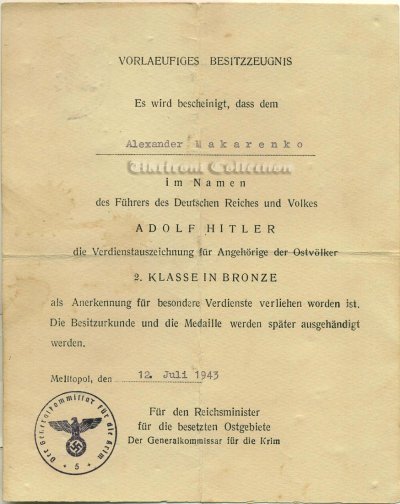 VORLAEUFIGES BESITZZEUGNIS
Es wird bescheinigt, dass dem
Alexander Makarenko
Warfront Collection
im Namen
des Führers des Deutschen Reiches und Volkes
ADOLF HITLER
die Verdienstauszeichnung für Angehörige der Ostvölker
2. KLASSE IN BRONZE
als Anerkennung für besondere Verdienste verliehen worden ist.
Die Besitzurkunde und die Medaille werden später ausgehändigt
werden.
Melitopol, den 12. Juli 1943
Für den Reichsminister
für die besetzten Ostgebiete
Der Generalkommissar für die Krim
Der Generalkommissar für die Krim
5